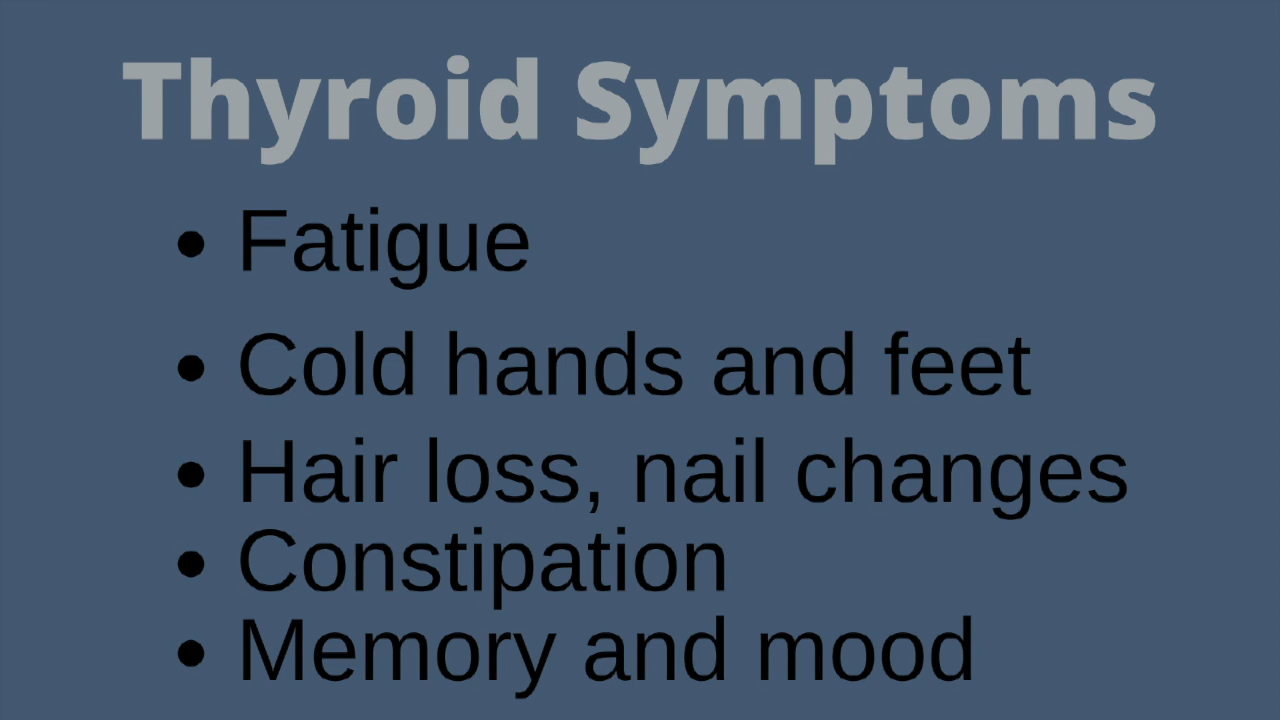 Thyroid Symptoms
• Fatigue
• Cold hands and feet
• Hair loss, nail changes
• Constipation
• Memory and mood